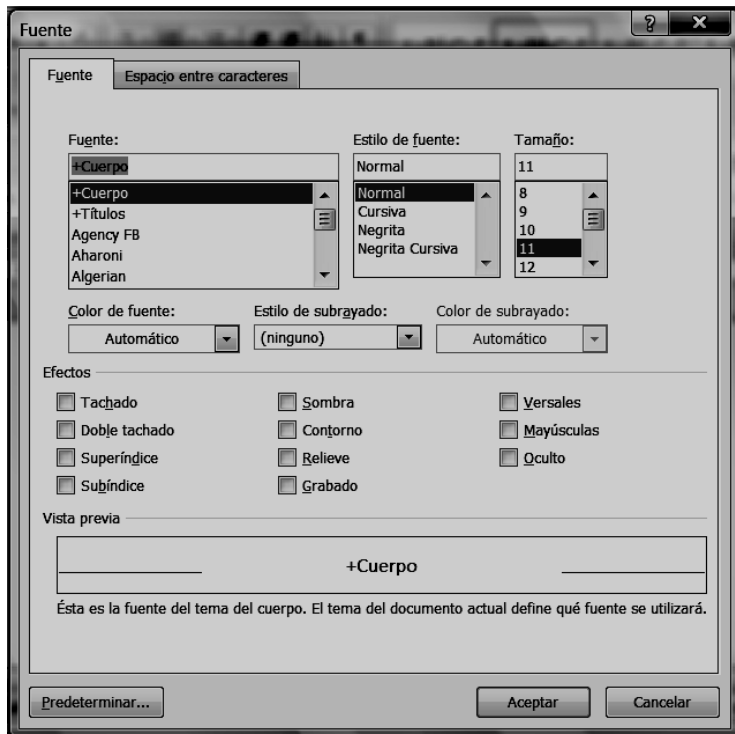 Fuente
? X
Fuente Espacio entre caracteres
Fuente: Estilo de fuente: Tamaño:
+Cuerpo Normal 11
+Cuerpo Normal 8
+Títulos Cursiva 9
Agency FB Negrita 10
Aharoni Negrita Cursiva 11
Algerian 12
Color de fuente: Estilo de subrayado: Color de subrayado:
Automático (ninguno) Automático
Efectos
Tachado Sombra Versales
Doble tachado Contorno Mayúsculas
Superíndice Relieve Oculto
Subíndice Grabado
Vista previa
+Cuerpo
Ésta es la fuente del tema del cuerpo. El tema del documento actual define qué fuente se utilizará.
Predeterminar... Aceptar Cancelar